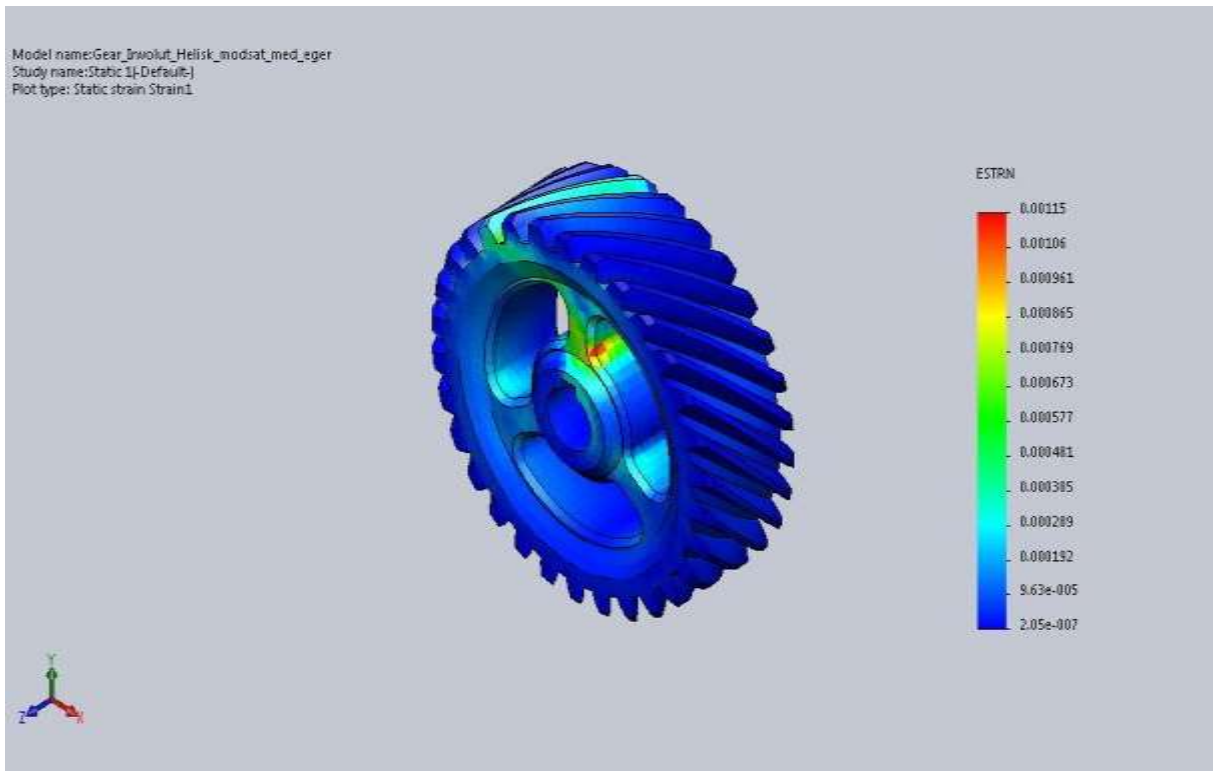 Model name:Gear_Involut_Helisk_modsat_med_eger
Study name:Static 1(-Default-)
Plot type: Static strain Strain1
ESTRN
0.00115
0.00106
0.000961
0.000865
0.000769
0.000673
0.000577
0.000481
0.000385
0.000289
0.000192
9.63e-005
2.05e-007
Y
Z
X